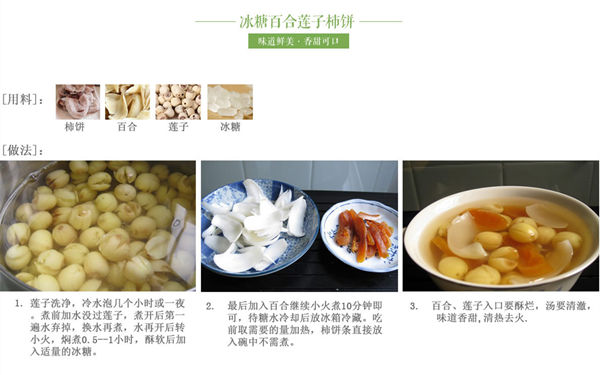 冰糖百合莲子柿饼
味道鲜美·香甜可口
[用料]:
柿饼 百合 莲子 冰糖
[做法]:
1. 莲子洗净，冷水泡几个小时或一夜
。煮前加水没过莲子，煮开后第一
遍水弃掉，换水再煮，水再开后转
小火，焖煮0.5--1小时，酥软后加
入适量的冰糖。
2. 最后加入百合继续小火煮10分钟即
可，待糖水冷却后放冰箱冷藏。吃
前取需要的量加热，柿饼条直接放
入碗中不需煮。
3. 百合、莲子入口要酥烂，汤要清澈，
味道香甜,清热去火.